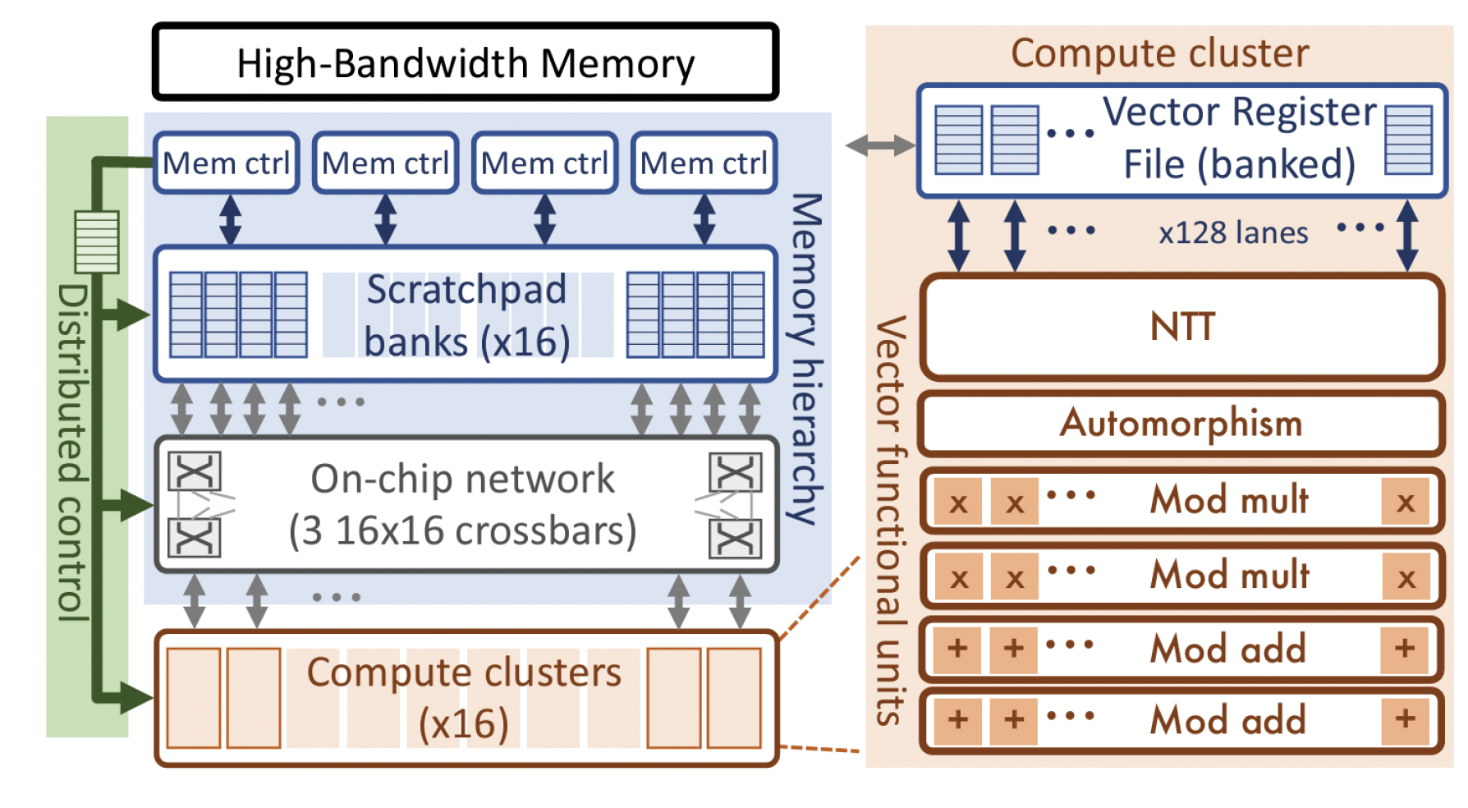 High-Bandwidth Memory
Mem ctrl
Mem ctrl
Mem ctrl
Mem ctrl
Scratchpad
banks (x16)
On-chip network
(3 16x16 crossbars)
Compute clusters
(x16)
Distributed control
Memory hierarchy
Compute cluster
Vector Register
File (banked)
x128 lanes
Vector functional units
NTT
Automorphism
x x ••• Mod mult x
x x ••• Mod mult x
+ + ••• Mod add +
+ + ••• Mod add +